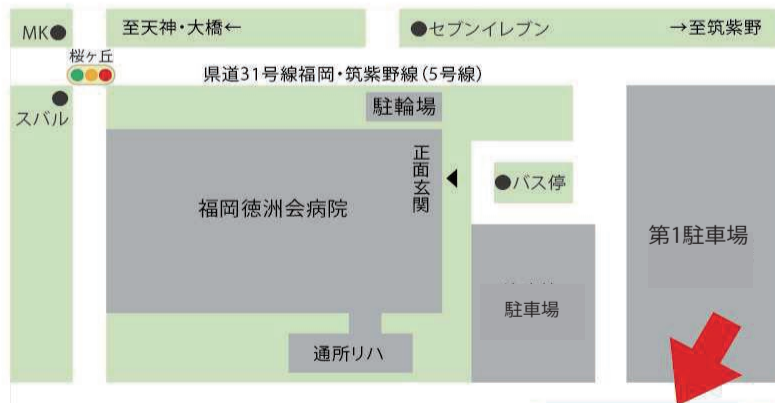 MK
至天神・大橋←
セブンイレブン
→至筑紫野
桜ヶ丘
県道31号線福岡・筑紫野線（5号線）
スバル
駐輪場
正面玄関
バス停
福岡徳洲会病院
第1駐車場
駐車場
通所リハ